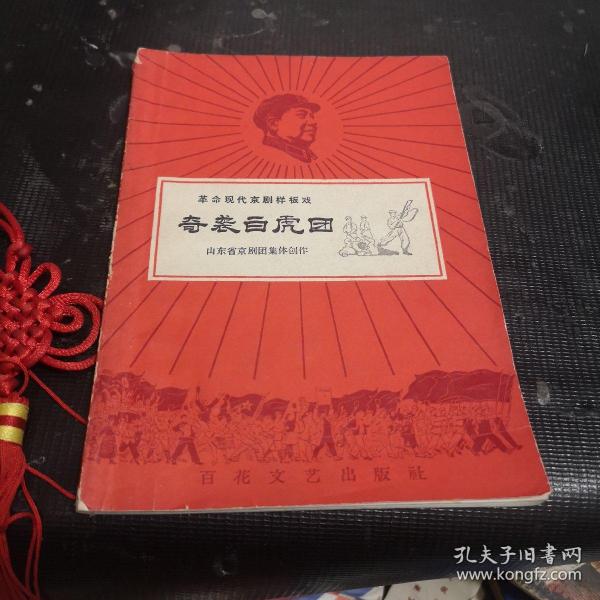 革命现代京剧样板戏
奇袭白虎团
山东省京剧团集体创作
百花文艺出版社
孔夫子旧书网
www.kongfz.com